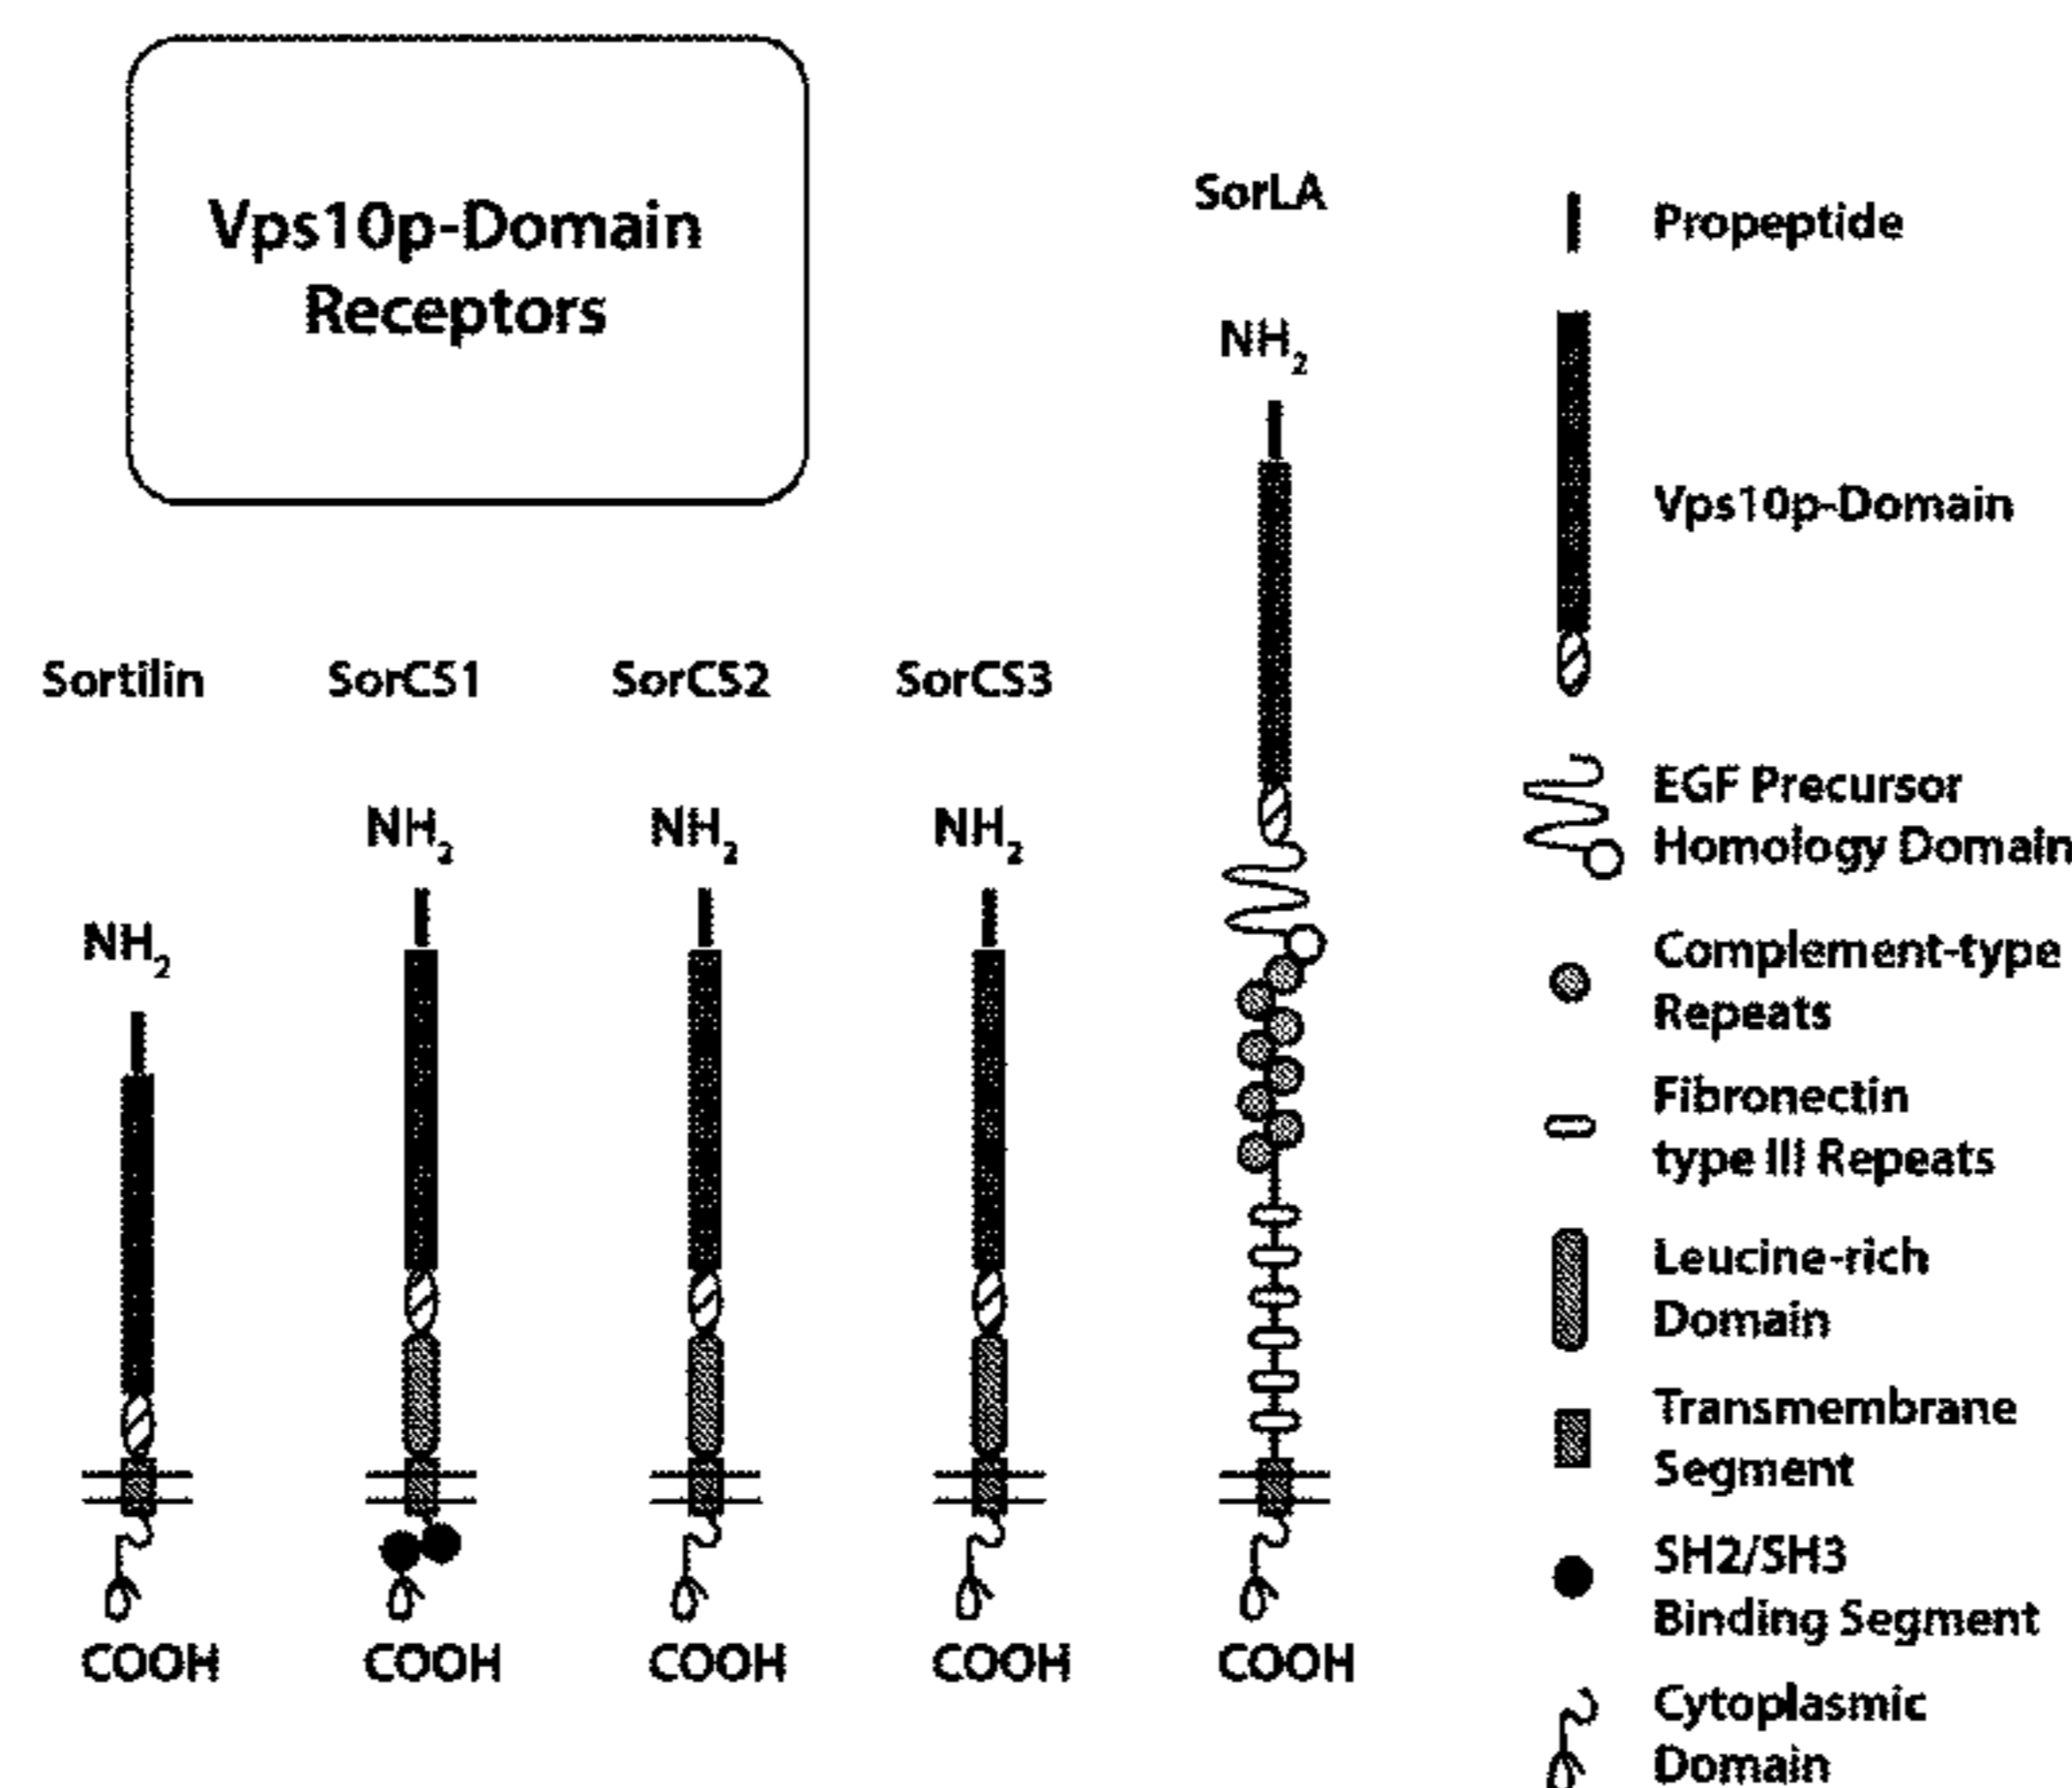 Vps10p-Domain
Receptors
Sortilin
SorCS1
SorCS2
SorCS3
SorLA
NH2
NH2
NH2
NH2
NH2
COOH
COOH
COOH
COOH
COOH
Propeptide
Vps10p-Domain
EGF Precursor
Homology Domain
Complement-type
Repeats
Fibronectin
type III Repeats
Leucine-rich
Domain
Transmembrane
Segment
SH2/SH3
Binding Segment
Cytoplasmic
Domain